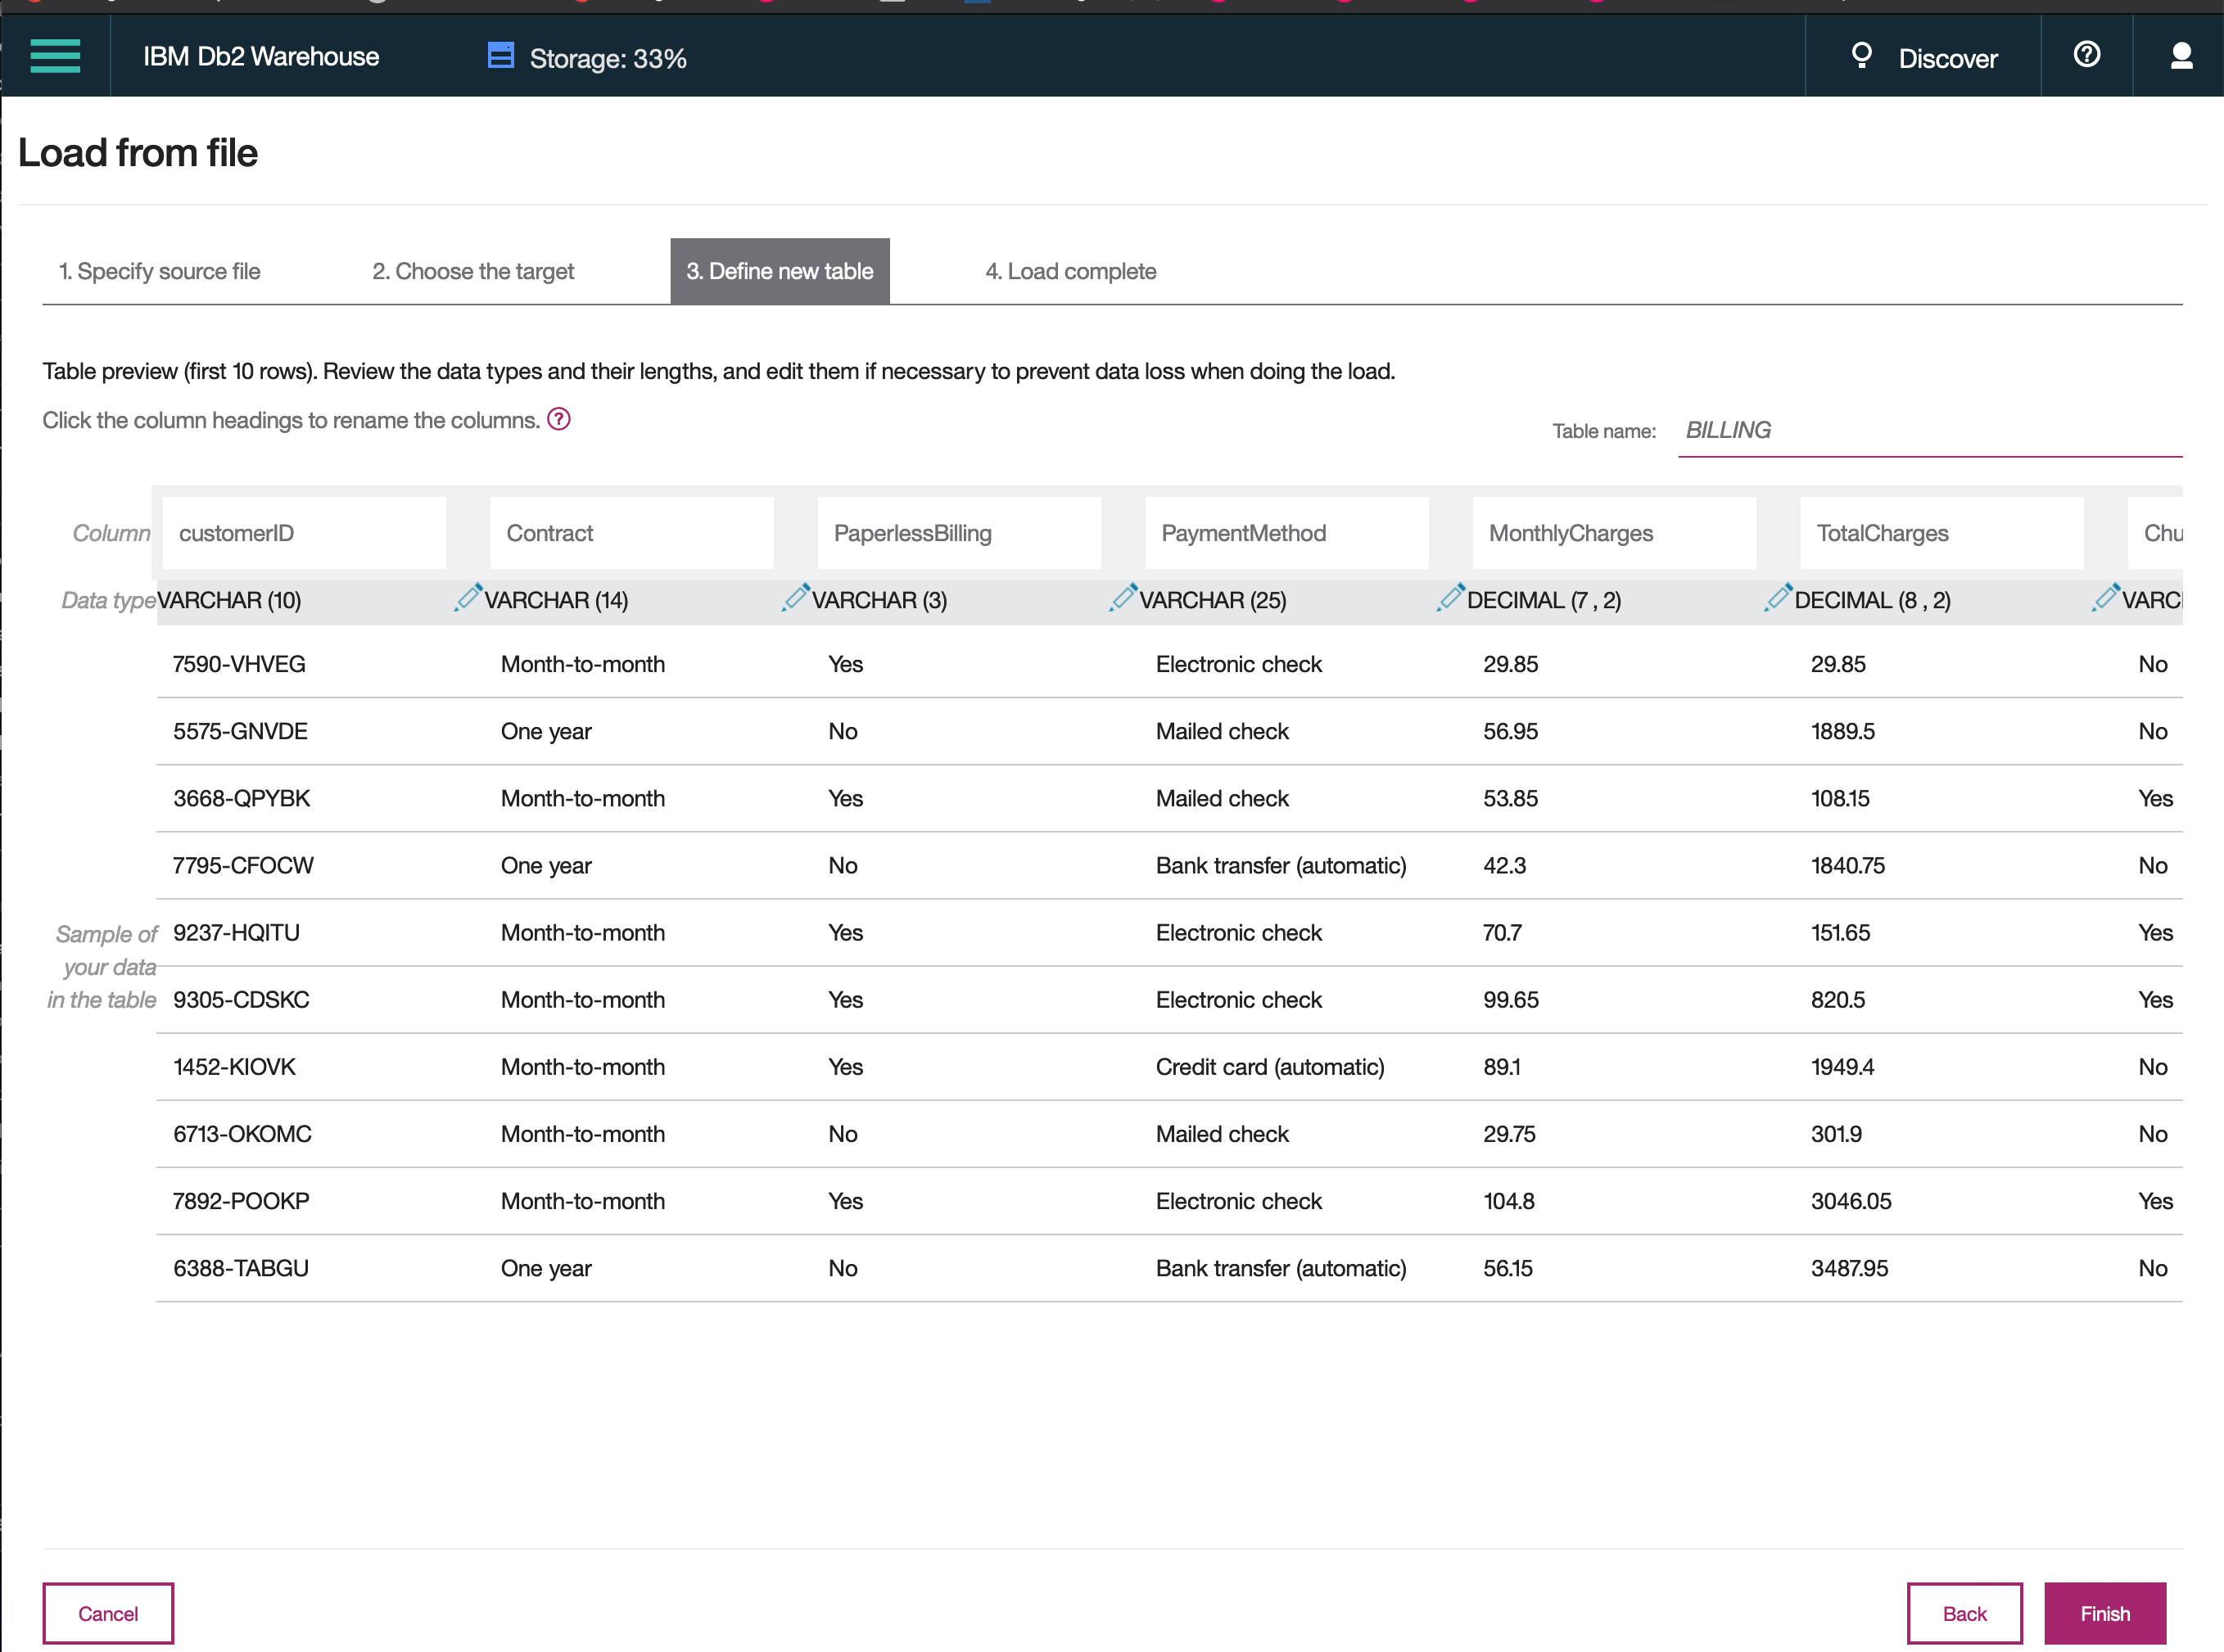 IBM Db2 Warehouse Storage: 33% Discover
Load from file
1. Specify source file 2. Choose the target 3. Define new table 4. Load complete
Table preview (first 10 rows). Review the data types and their lengths, and edit them if necessary to prevent data loss when doing the load.
Click the column headings to rename the columns. ?
Table name: BILLING
Column customerID Contract PaperlessBilling PaymentMethod MonthlyCharges TotalCharges Chu
Data type VARCHAR (10) VARCHAR (14) VARCHAR (3) VARCHAR (25) DECIMAL (7 , 2) DECIMAL (8 , 2) VARC
7590-VHVEG Month-to-month Yes Electronic check 29.85 29.85 No
5575-GNVDE One year No Mailed check 56.95 1889.5 No
3668-QPYBK Month-to-month Yes Mailed check 53.85 108.15 Yes
7795-CFOCW One year No Bank transfer (automatic) 42.3 1840.75 No
Sample of
your data
in the table
9237-HQITU Month-to-month Yes Electronic check 70.7 151.65 Yes
9305-CDSKC Month-to-month Yes Electronic check 99.65 820.5 Yes
1452-KIOVK Month-to-month Yes Credit card (automatic) 89.1 1949.4 No
6713-OKOMC Month-to-month No Mailed check 29.75 301.9 No
7892-POOKP Month-to-month Yes Electronic check 104.8 3046.05 Yes
6388-TABGU One year No Bank transfer (automatic) 56.15 3487.95 No
Cancel Back Finish